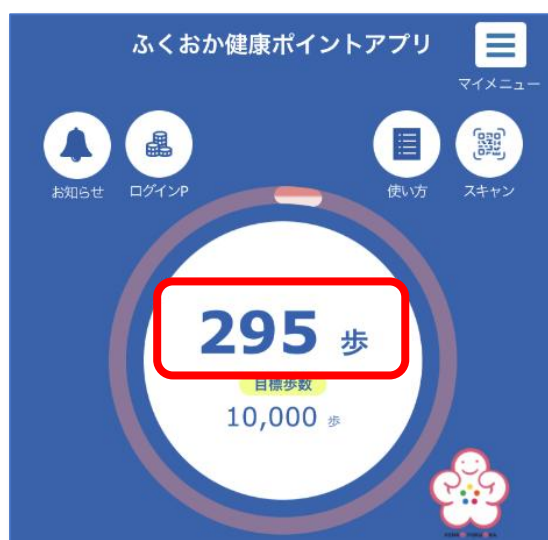 ふくおか健康ポイントアプリ
マイメニュー
お知らせ
ログインP
使い方
スキャン
295 歩
目標歩数
10,000 歩